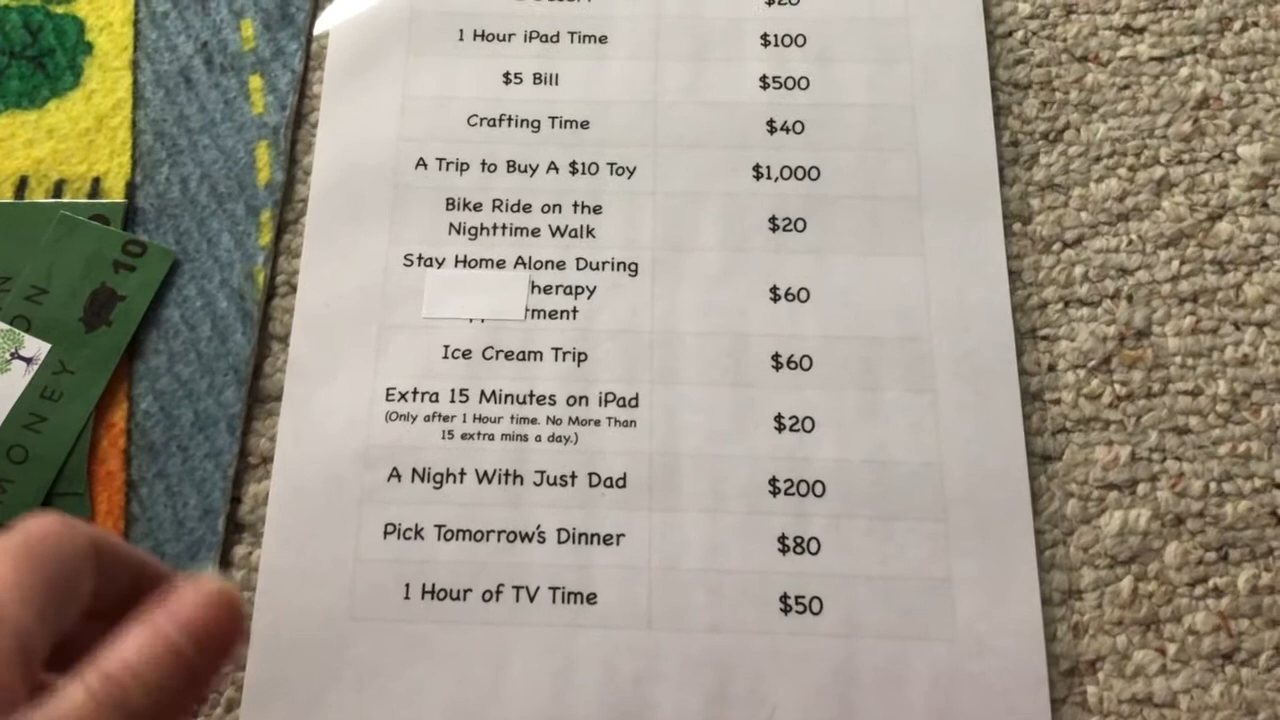 $20
1 Hour iPad Time $100
$5 Bill $500
Crafting Time $40
A Trip to Buy A $10 Toy $1,000
Bike Ride on the
Nighttime Walk $20
Stay Home Alone During
herapy $60
rment
Ice Cream Trip $60
Extra 15 Minutes on iPad
(Only after 1 Hour time. No More Than $20
15 extra mins a day.)
A Night With Just Dad $200
Pick Tomorrow's Dinner $80
1 Hour of TV Time $50
10
MONEY